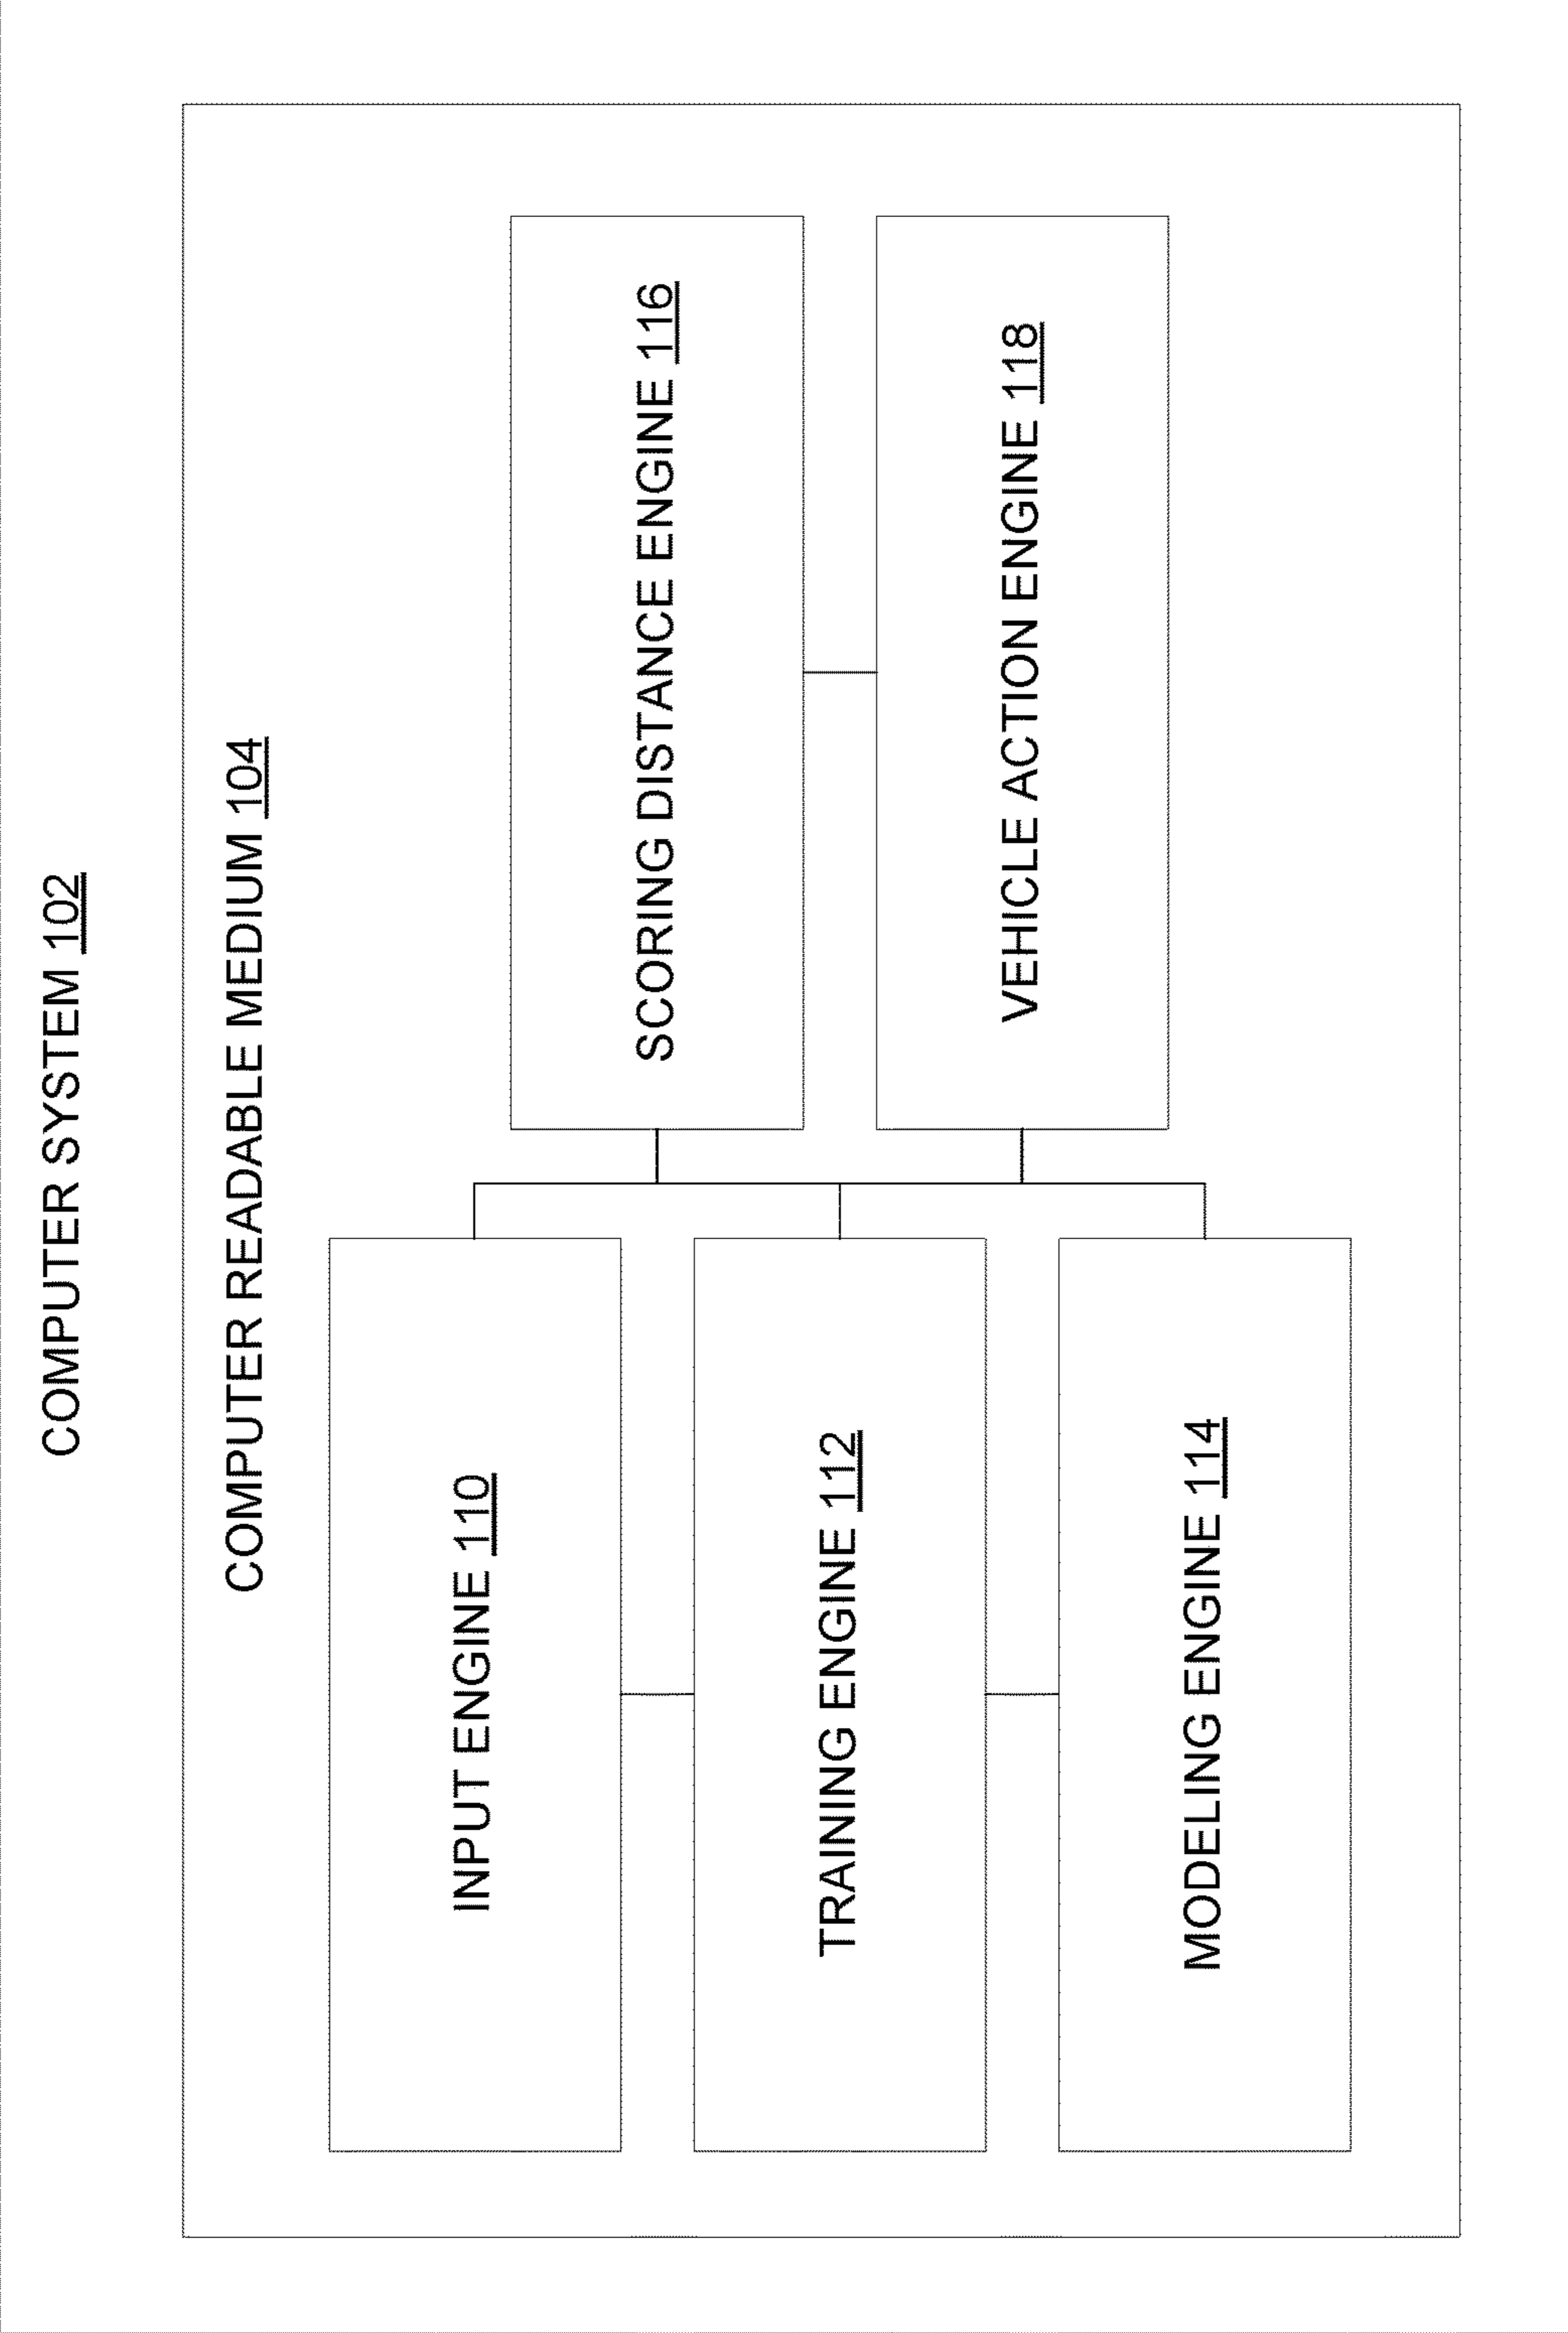 COMPUTER SYSTEM 102
COMPUTER READABLE MEDIUM 104
INPUT ENGINE 110
TRAINING ENGINE 112
MODELING ENGINE 114
SCORING DISTANCE ENGINE 116
VEHICLE ACTION ENGINE 118